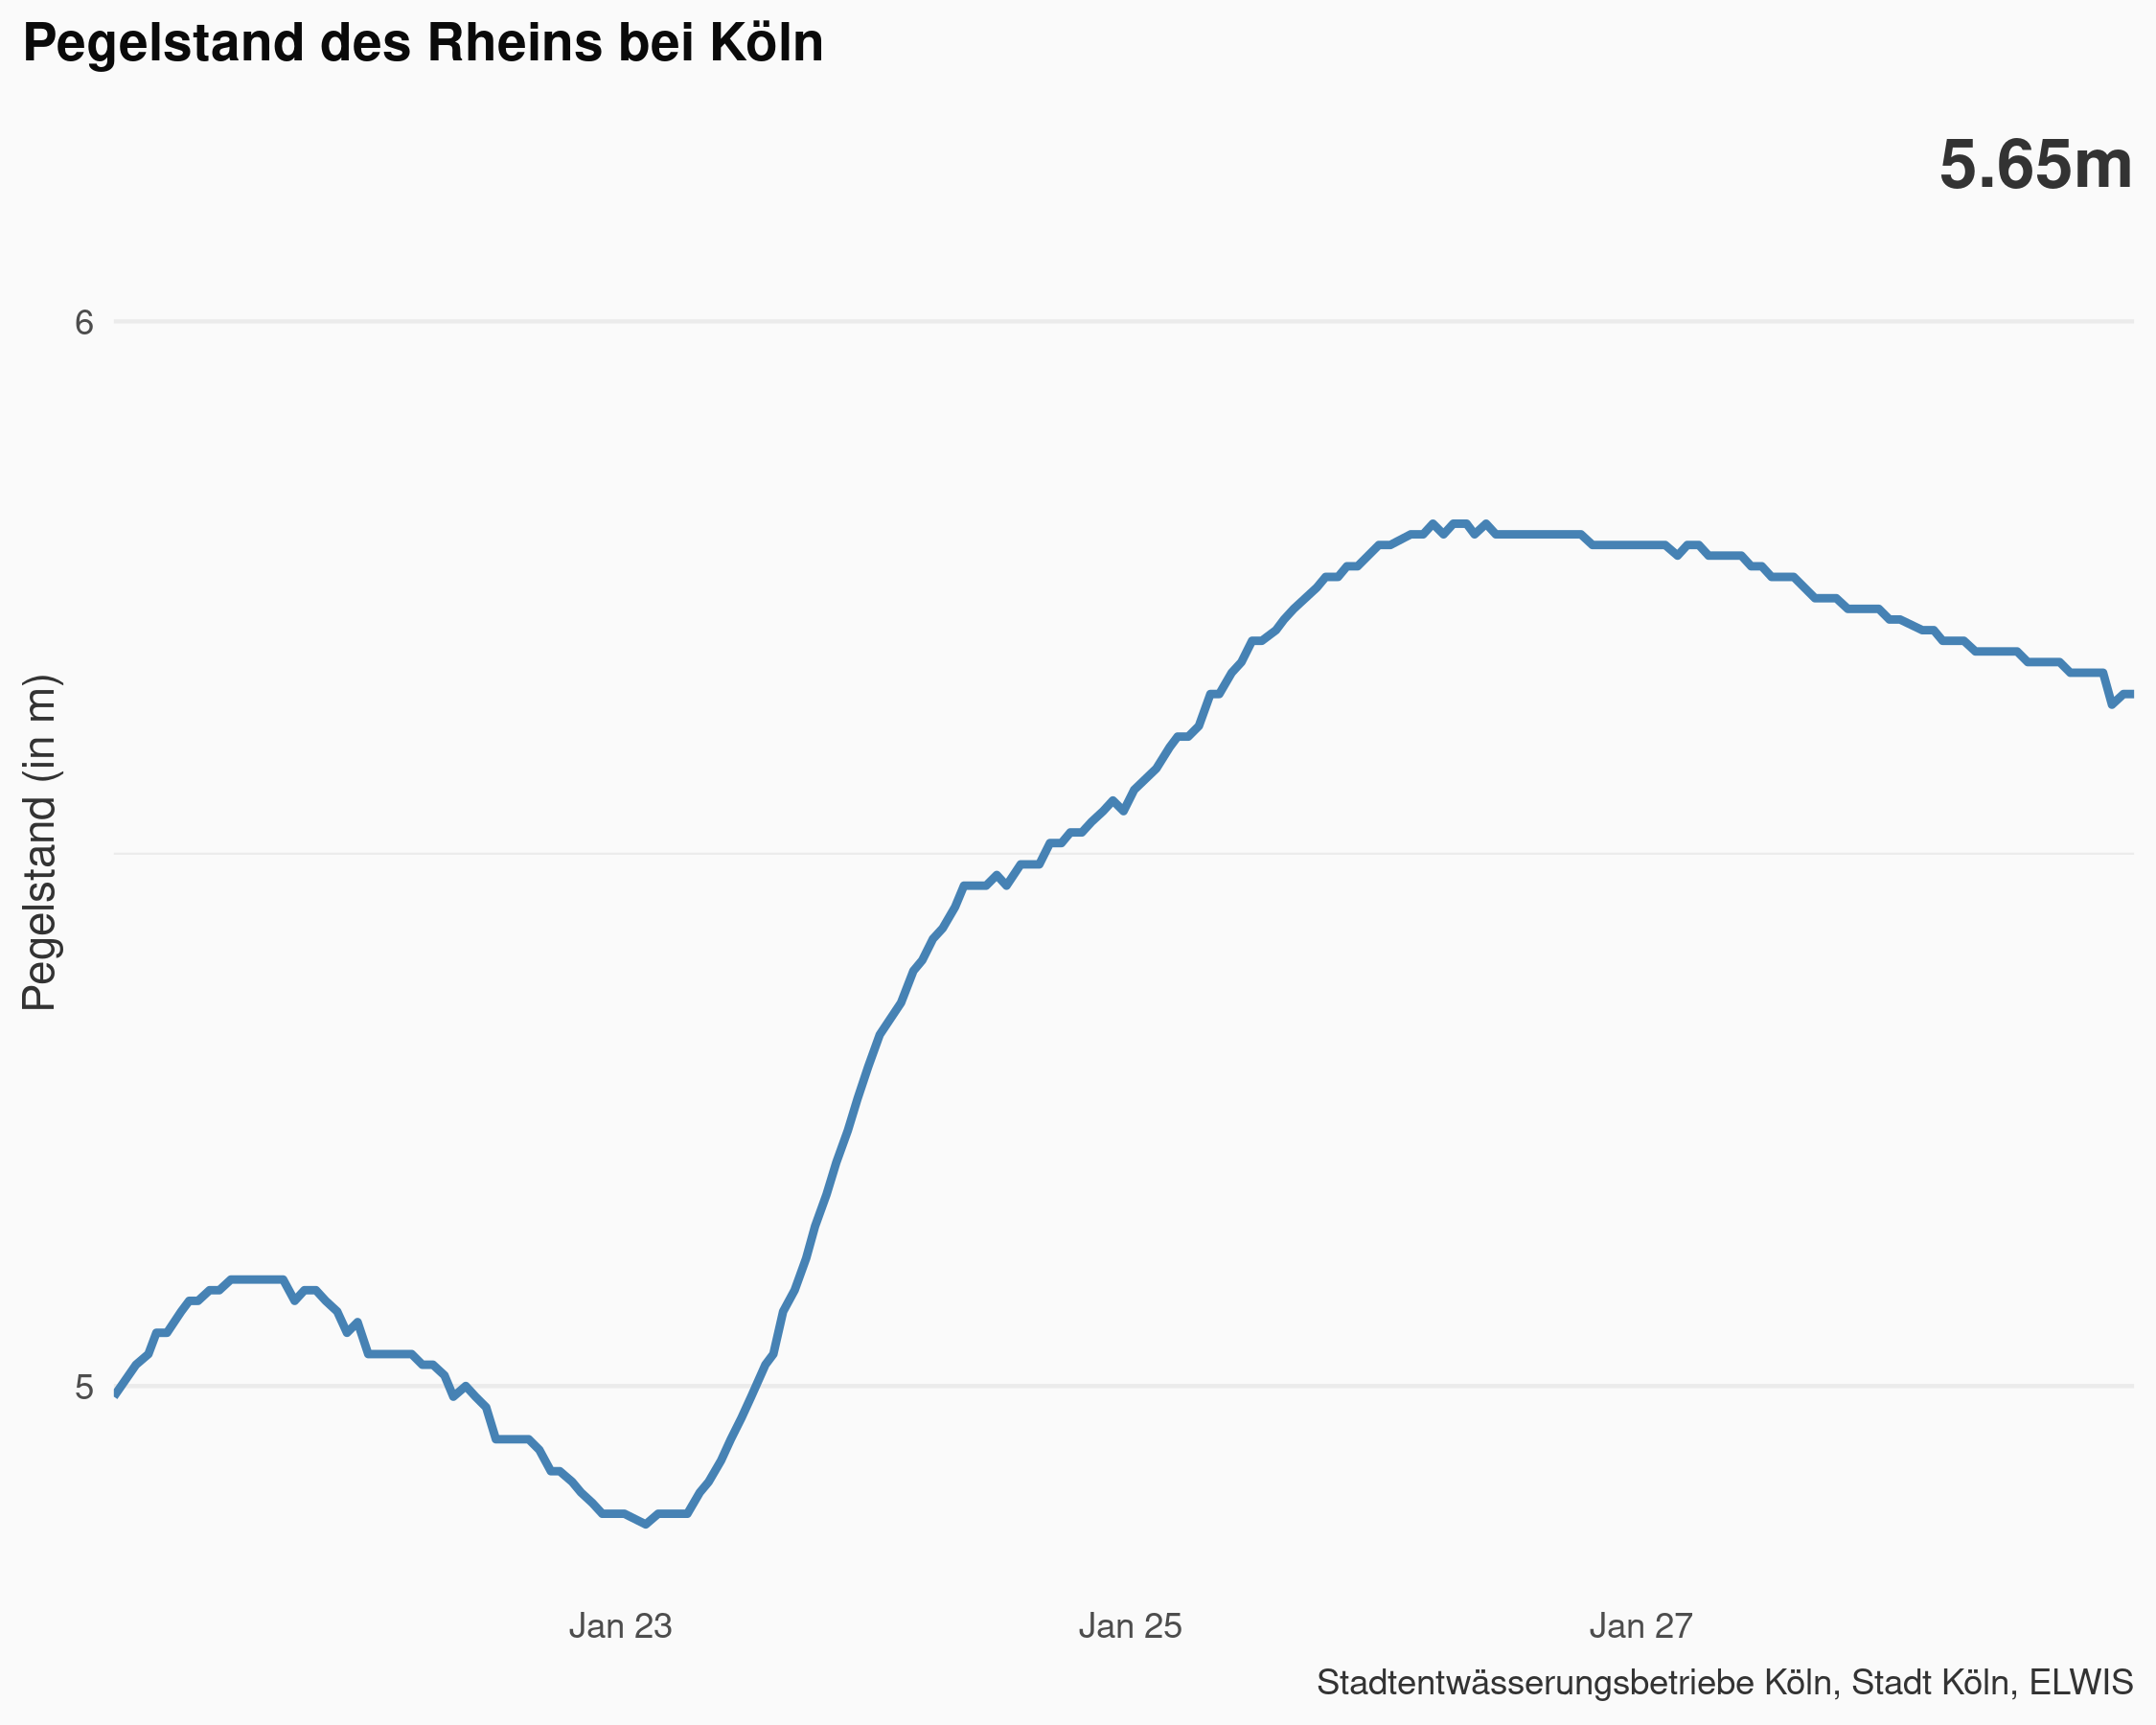 Pegelstand des Rheins bei Köln
5.65m
6
Pegelstand (in m)
5
Jan 23
Jan 25
Jan 27
Stadtentwässerungsbetriebe Köln, Stadt Köln, ELWIS